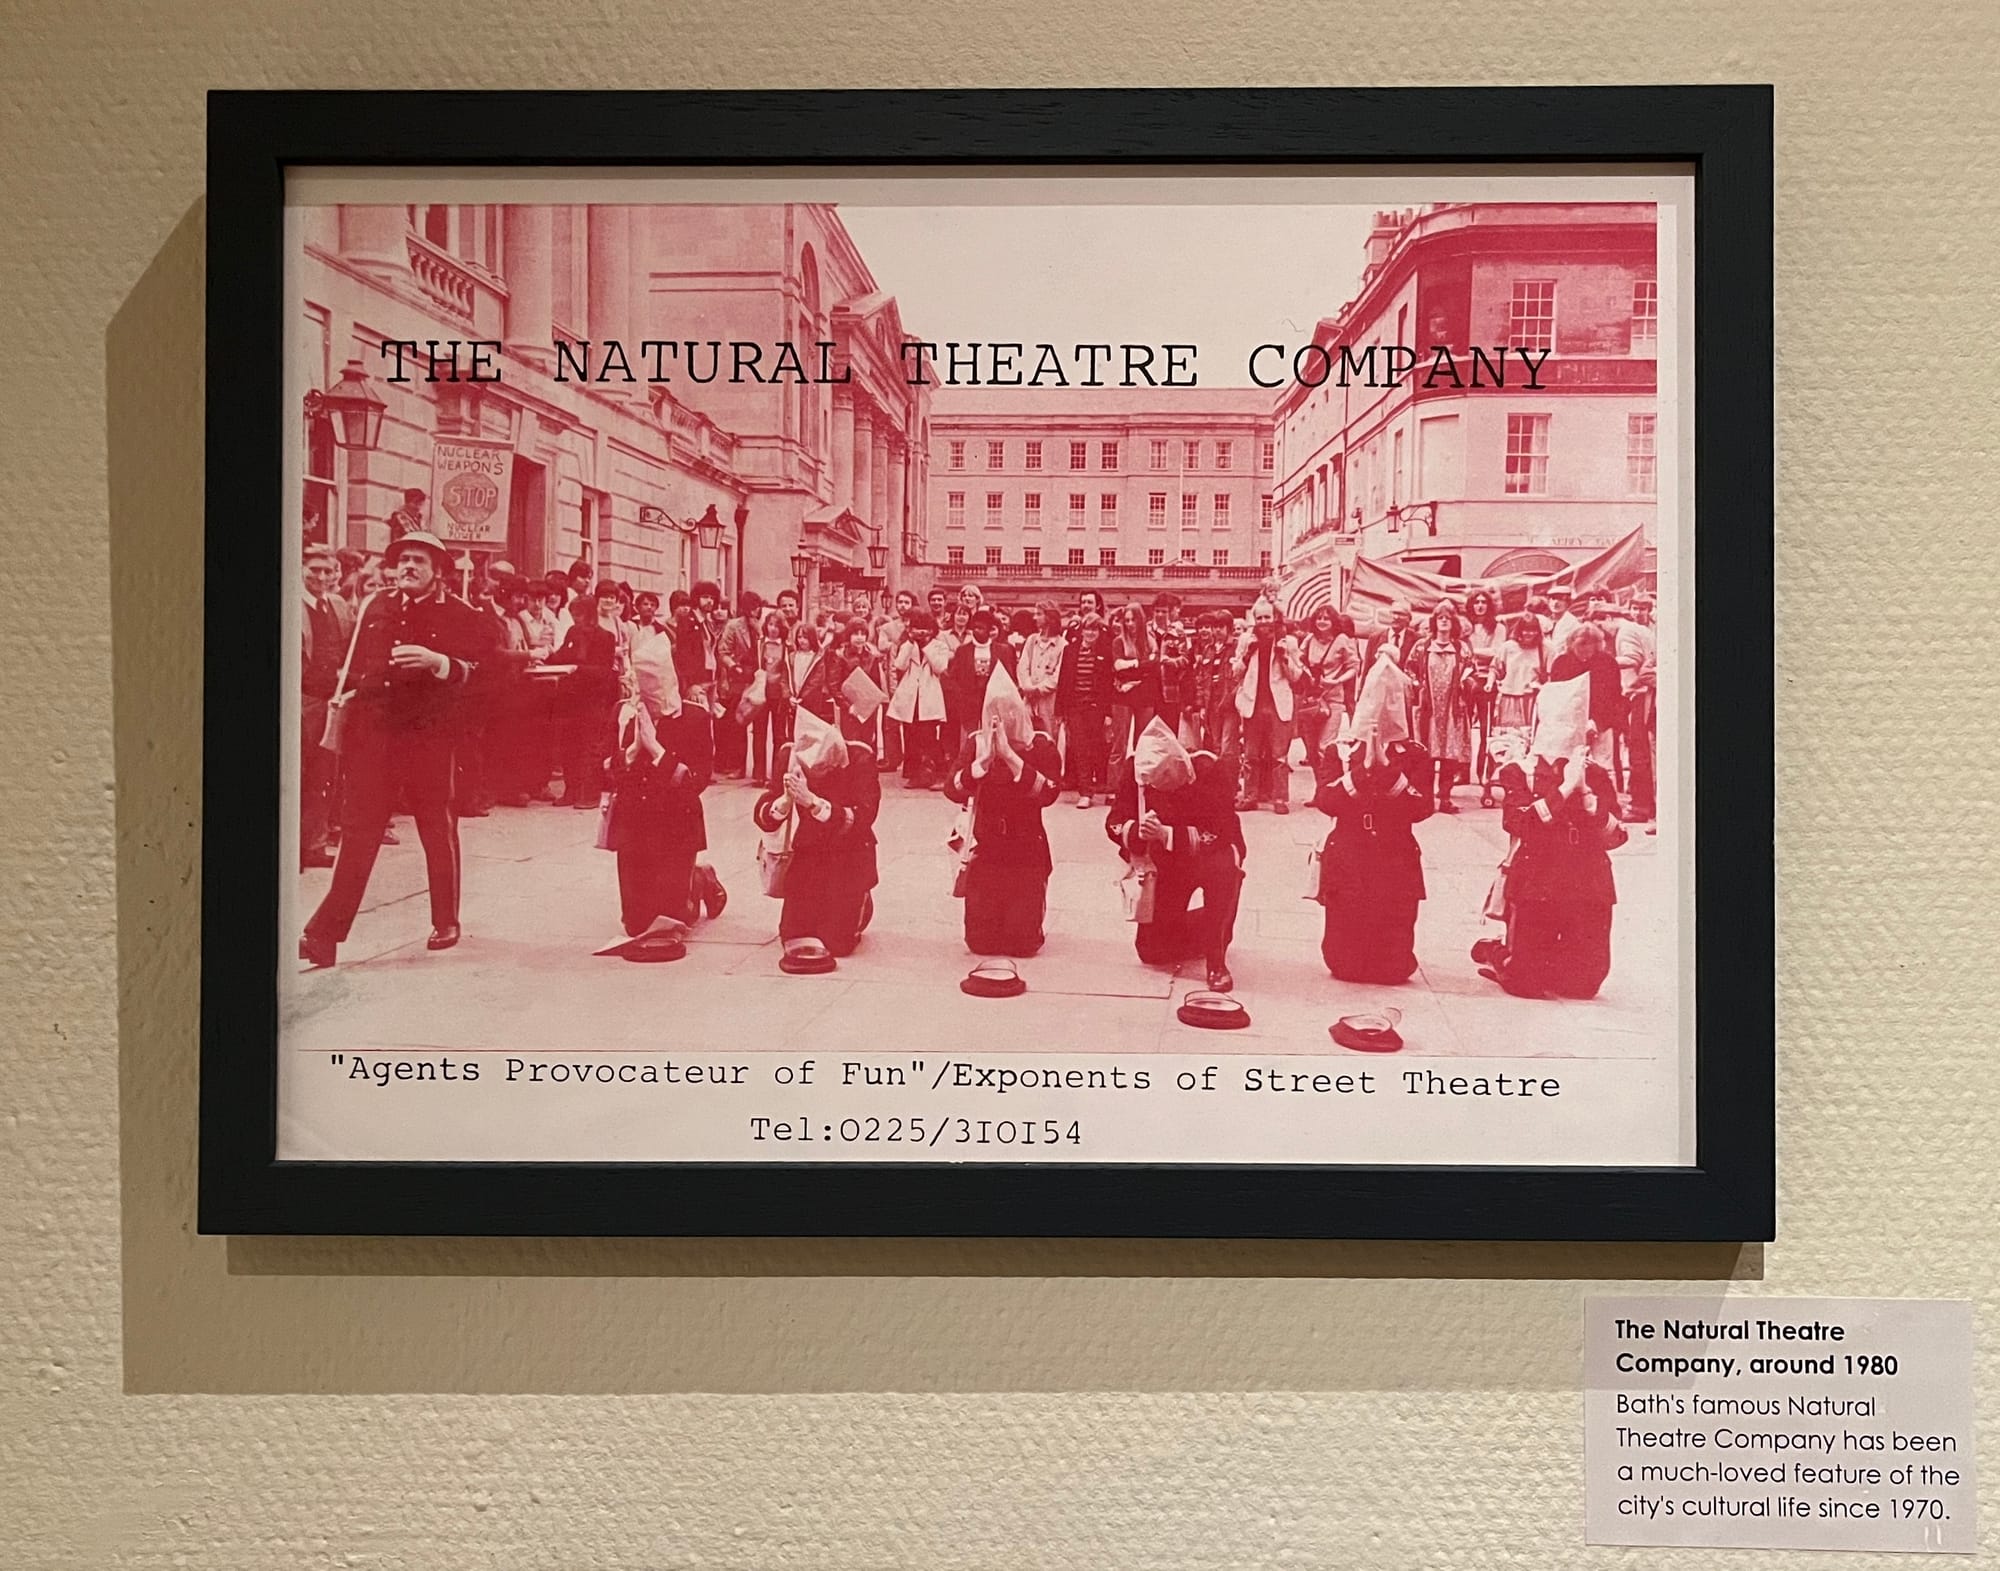 THE NATURAL THEATRE COMPANY
NUCLEAR
WEAPONS
STOP
NUCLEAR
POWER
"Agents Provocateur of Fun"/Exponents of Street Theatre
Tel:0225/3IOI54
The Natural Theatre
Company, around 1980
Bath's famous Natural
Theatre Company has been
a much-loved feature of the
city's cultural life since 1970.